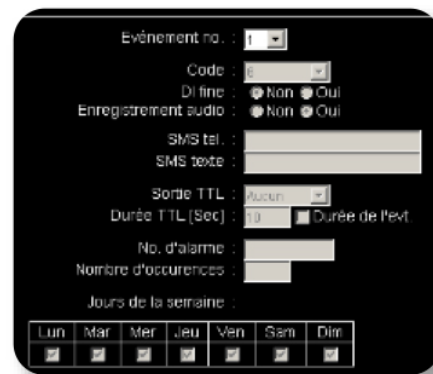 Evénement no. : 1
Code : 6
DI fine : Non Oui
Enregistrement audio : Non Oui
SMS tel. :
SMS texte :
Sortie TTL : Aucun
Durée TTL [Sec] : 10 Durée de l'evt.
No. d'alarme :
Nombre d'occurences :
Jours de la semaine :
Lun Mar Mer Jeu Ven Sam Dim